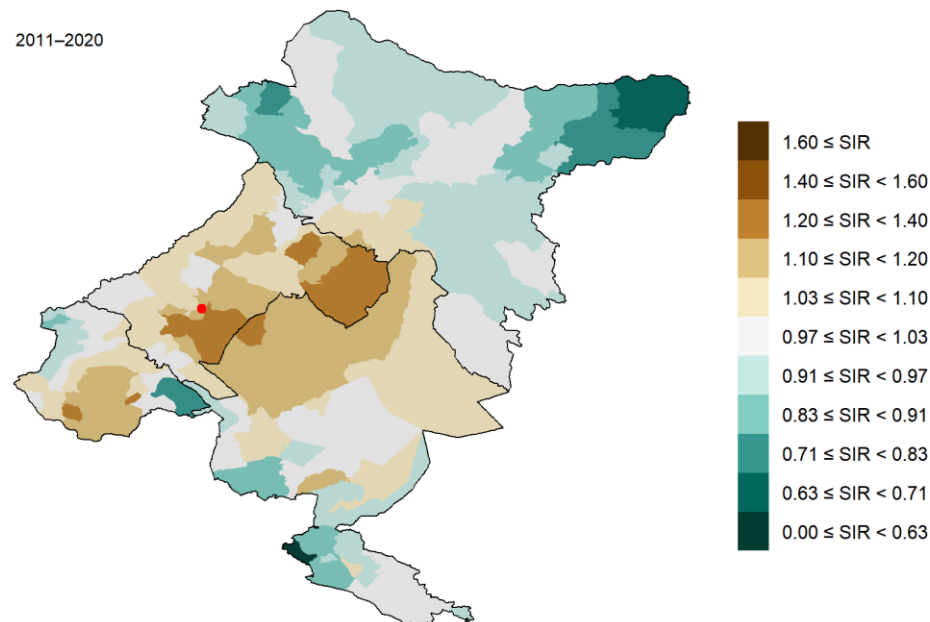 2011–2020
1.60 ≤ SIR
1.40 ≤ SIR < 1.60
1.20 ≤ SIR < 1.40
1.10 ≤ SIR < 1.20
1.03 ≤ SIR < 1.10
0.97 ≤ SIR < 1.03
0.91 ≤ SIR < 0.97
0.83 ≤ SIR < 0.91
0.71 ≤ SIR < 0.83
0.63 ≤ SIR < 0.71
0.00 ≤ SIR < 0.63